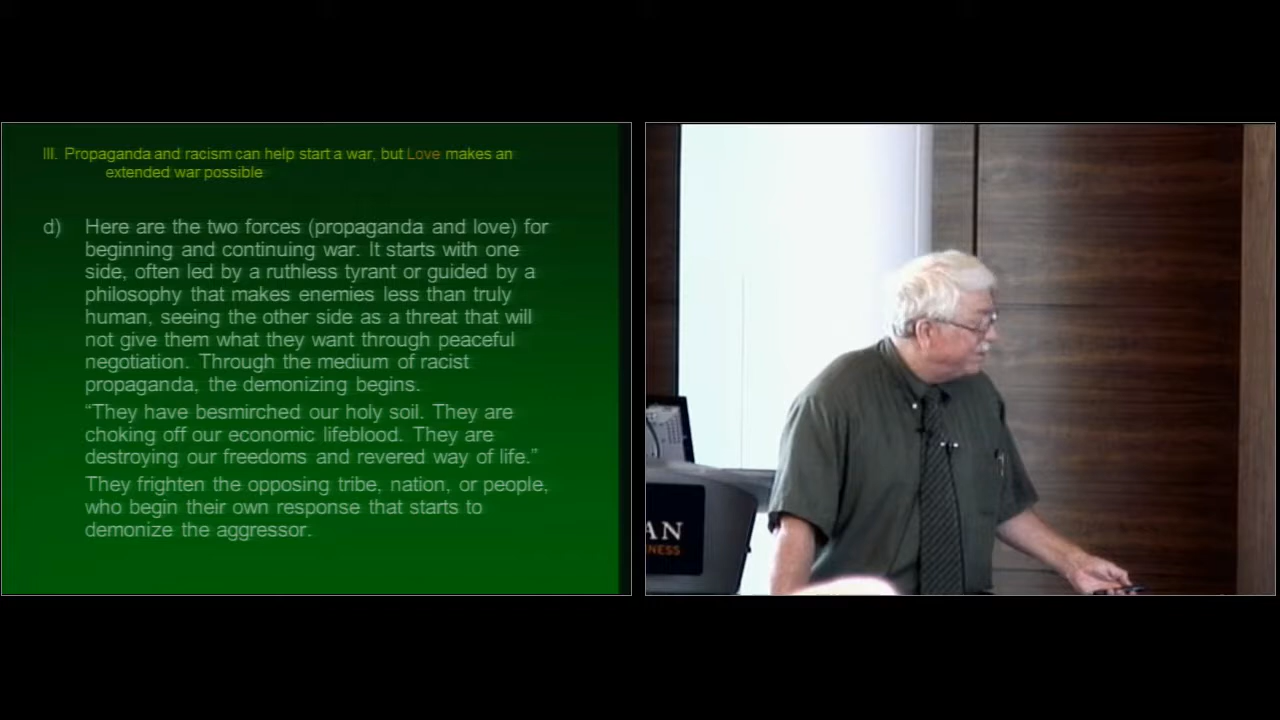 III. Propaganda and racism can help start a war, but Love makes an
extended war possible
d) Here are the two forces (propaganda and love) for
beginning and continuing war. It starts with one
side, often led by a ruthless tyrant or guided by a
philosophy that makes enemies less than truly
human, seeing the other side as a threat that will
not give them what they want through peaceful
negotiation. Through the medium of racist
propaganda, the demonizing begins.
“They have besmirched our holy soil. They are
choking off our economic lifeblood. They are
destroying our freedoms and revered way of life.”
They frighten the opposing tribe, nation, or people,
who begin their own response that starts to
demonize the aggressor.
AN
NESS